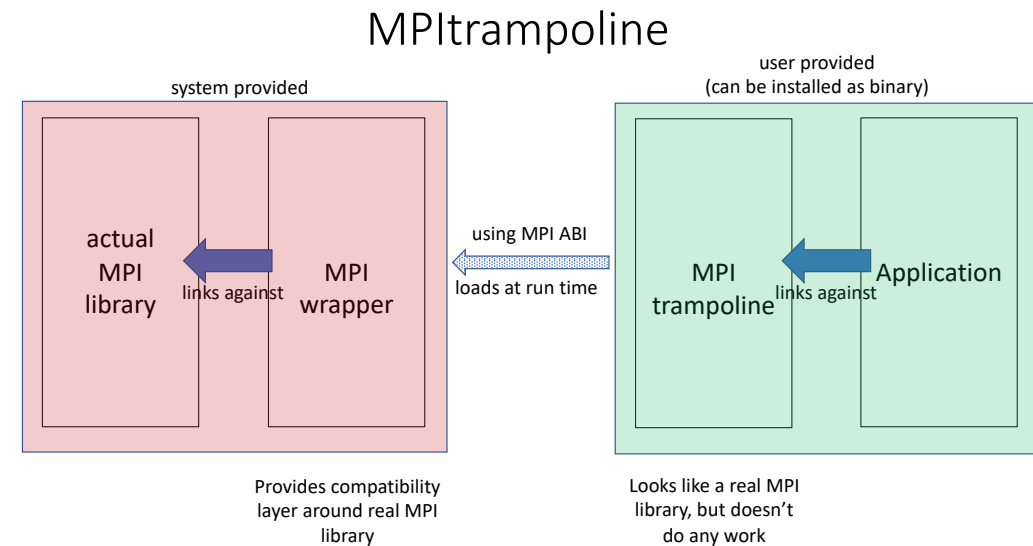 MPItrampoline
system provided
user provided
(can be installed as binary)
actual
MPI
library
links against
MPI
wrapper
using MPI ABI
loads at run time
MPI
trampoline
links against
Application
Provides compatibility
layer around real MPI
library
Looks like a real MPI
library, but doesn’t
do any work